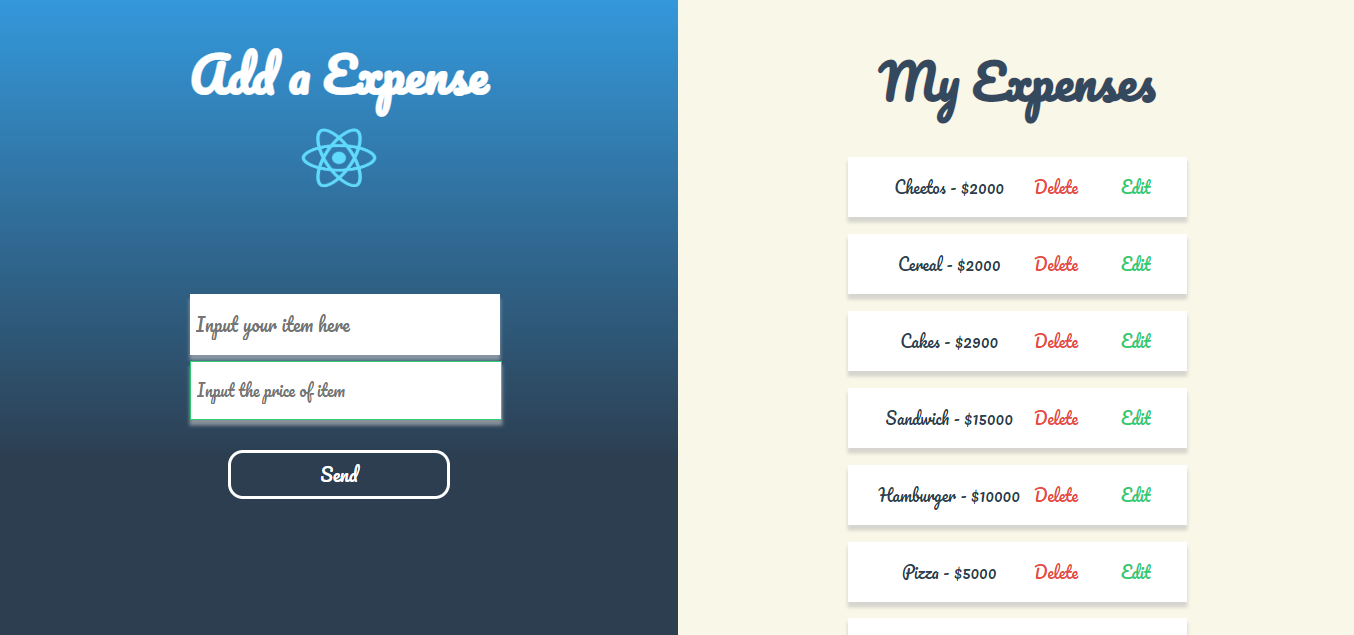 Add a Expense
Input your item here
Input the price of item
Send
My Expenses
Cheetos - $2000 Delete Edit
Cereal - $2000 Delete Edit
Cakes - $2900 Delete Edit
Sandwich - $15000 Delete Edit
Hamburger - $10000 Delete Edit
Pizza - $5000 Delete Edit